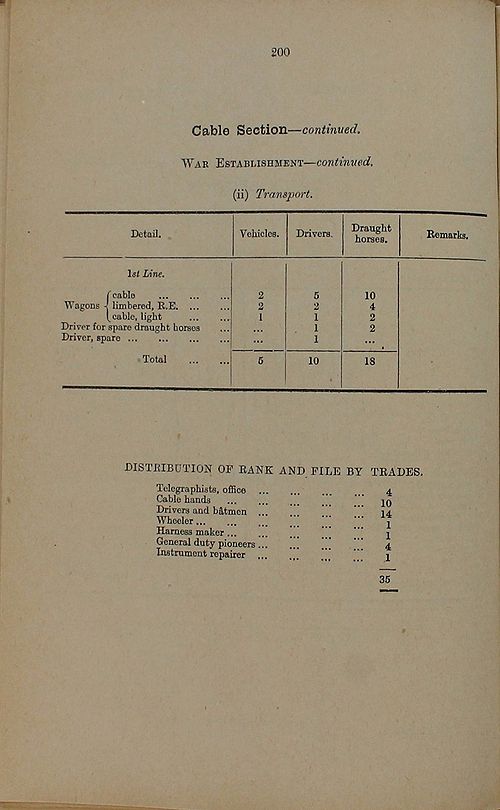 200
Cable Section—continued.
War Establishment—continued.
(ii) Transport.
Detail. Vehicles. Drivers. Draught horses. Remarks.
1st Line.
Wagons { cable ... ... ... 2 5 10
limbered, R.E. ... ... 2 2 4
cable, light ... ... 1 1 2
Driver for spare draught horses ... ... 1 2
Driver, spare ... ... ... ... ... 1 ...
Total ... ... 5 10 18
DISTRIBUTION OF RANK AND FILE BY TRADES.
Telegraphists, office ... ... ... ... 4
Cable hands ... ... ... ... ... 10
Drivers and bâtmen ... ... ... ... 14
Wheeler ... ... ... ... ... ... 1
Harness maker ... ... ... ... ... 1
General duty pioneers ... ... ... ... 4
Instrument repairer ... ... ... ... 1
35